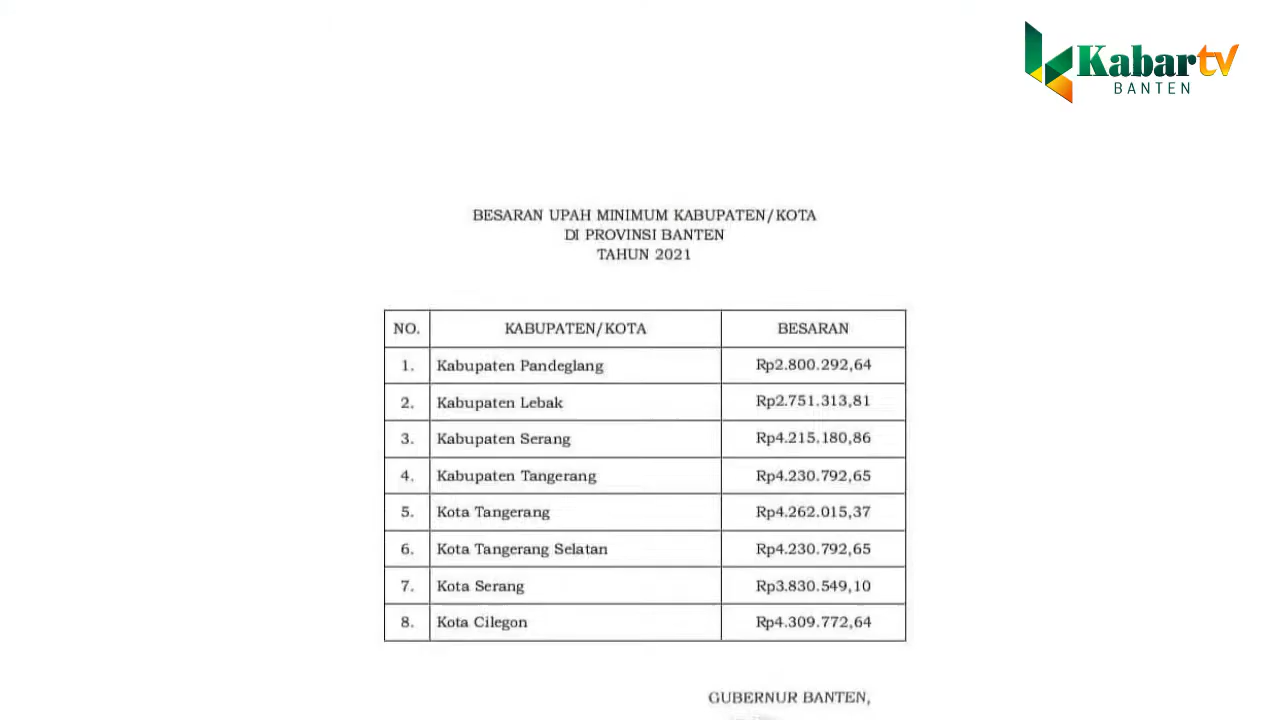 Kabartv
BANTEN
BESARAN UPAH MINIMUM KABUPATEN/KOTA
DI PROVINSI BANTEN
TAHUN 2021
NO. KABUPATEN/KOTA BESARAN
1. Kabupaten Pandeglang Rp2.800.292,64
2. Kabupaten Lebak Rp2.751.313,81
3. Kabupaten Serang Rp4.215.180,86
4. Kabupaten Tangerang Rp4.230.792,65
5. Kota Tangerang Rp4.262.015,37
6. Kota Tangerang Selatan Rp4.230.792,65
7. Kota Serang Rp3.830.549,10
8. Kota Cilegon Rp4.309.772,64
GUBERNUR BANTEN,